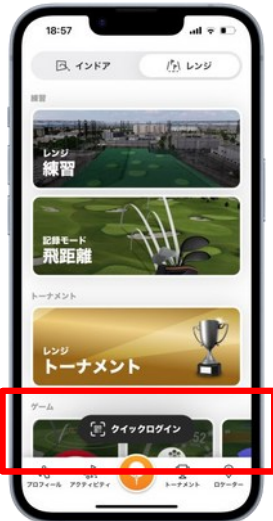 18:57
インドア
レンジ
練習
レンジ
練習
記録モード
飛距離
トーナメント
レンジ
トーナメント
ゲーム
クイックログイン
52
プロフィール
アクティビティ
トーナメント
ロケーター